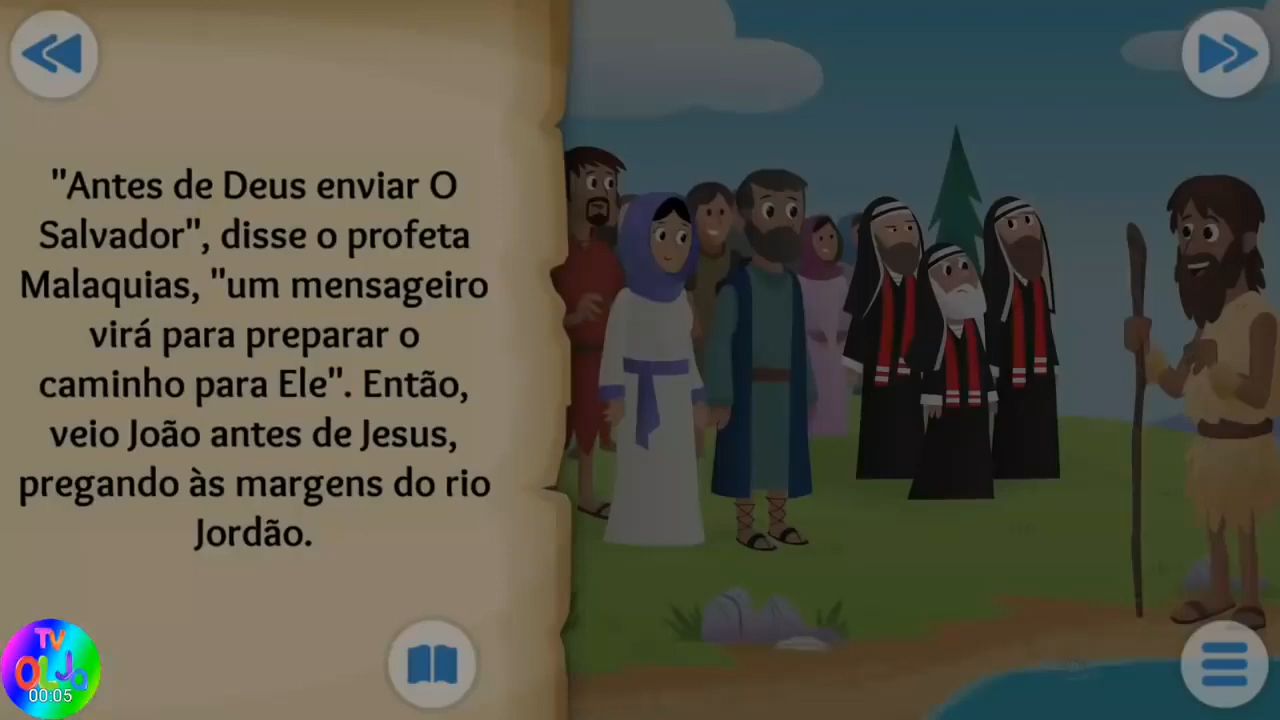 "Antes de Deus enviar O
Salvador", disse o profeta
Malaquias, "um mensageiro
virá para preparar o
caminho para Ele". Então,
veio João antes de Jesus,
pregando às margens do rio
Jordão.
TV
00:05